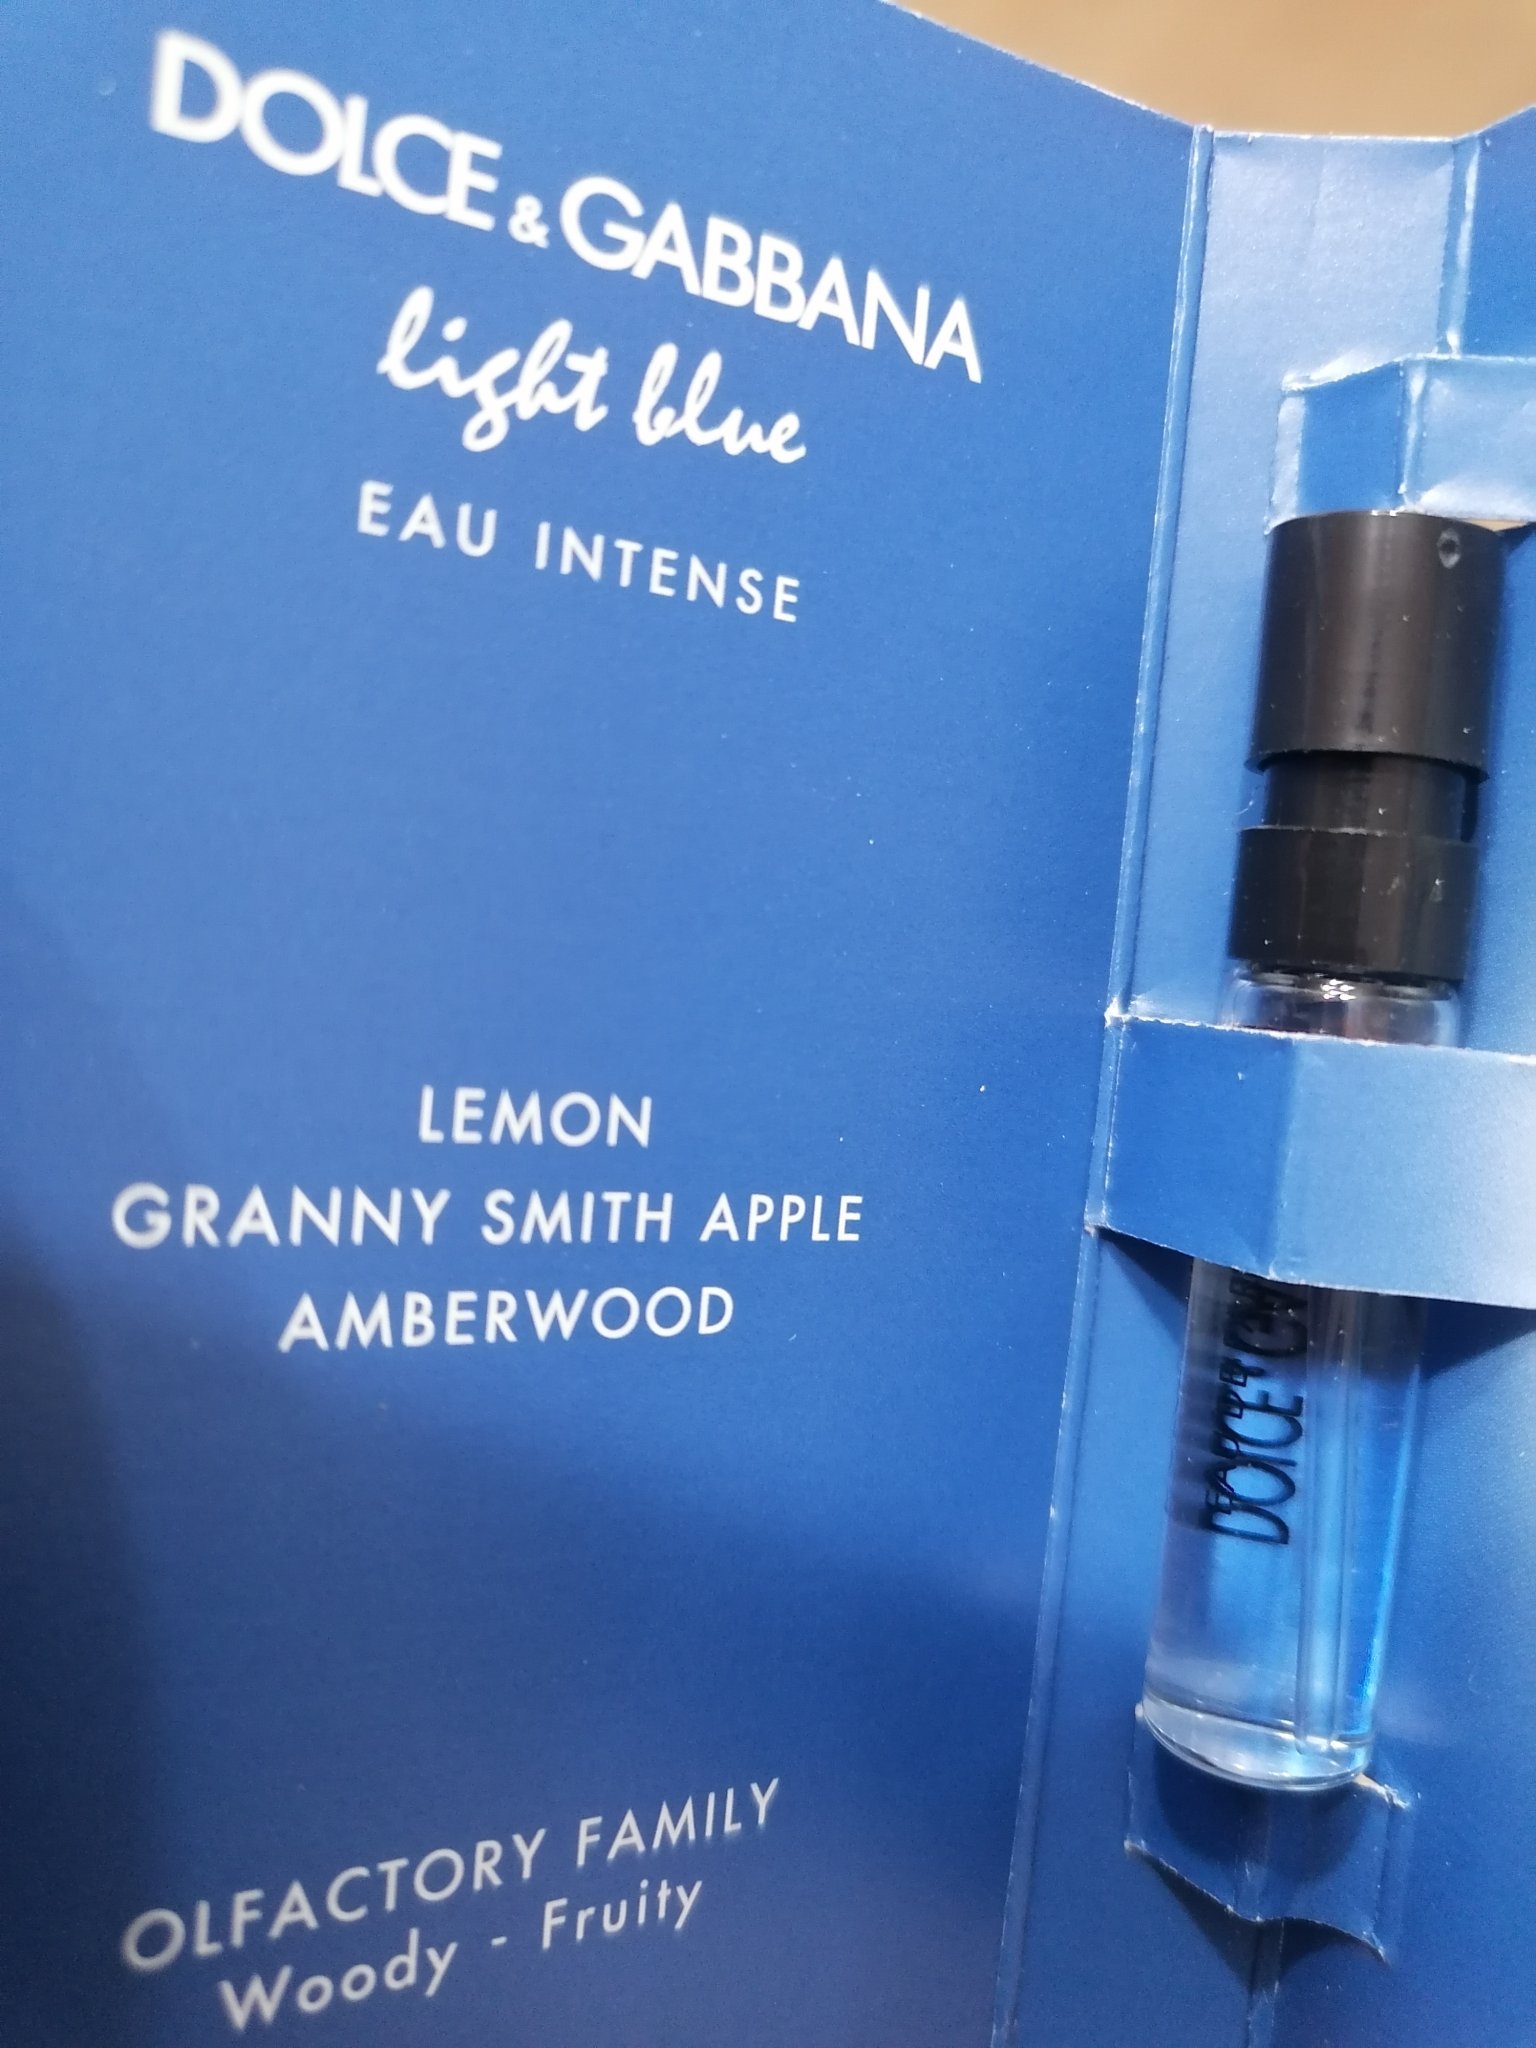 DOLCE & GABBANA
light blue
EAU INTENSE
LEMON
GRANNY SMITH APPLE
AMBERWOOD
OLFACTORY FAMILY
Woody - Fruity
DOLCE